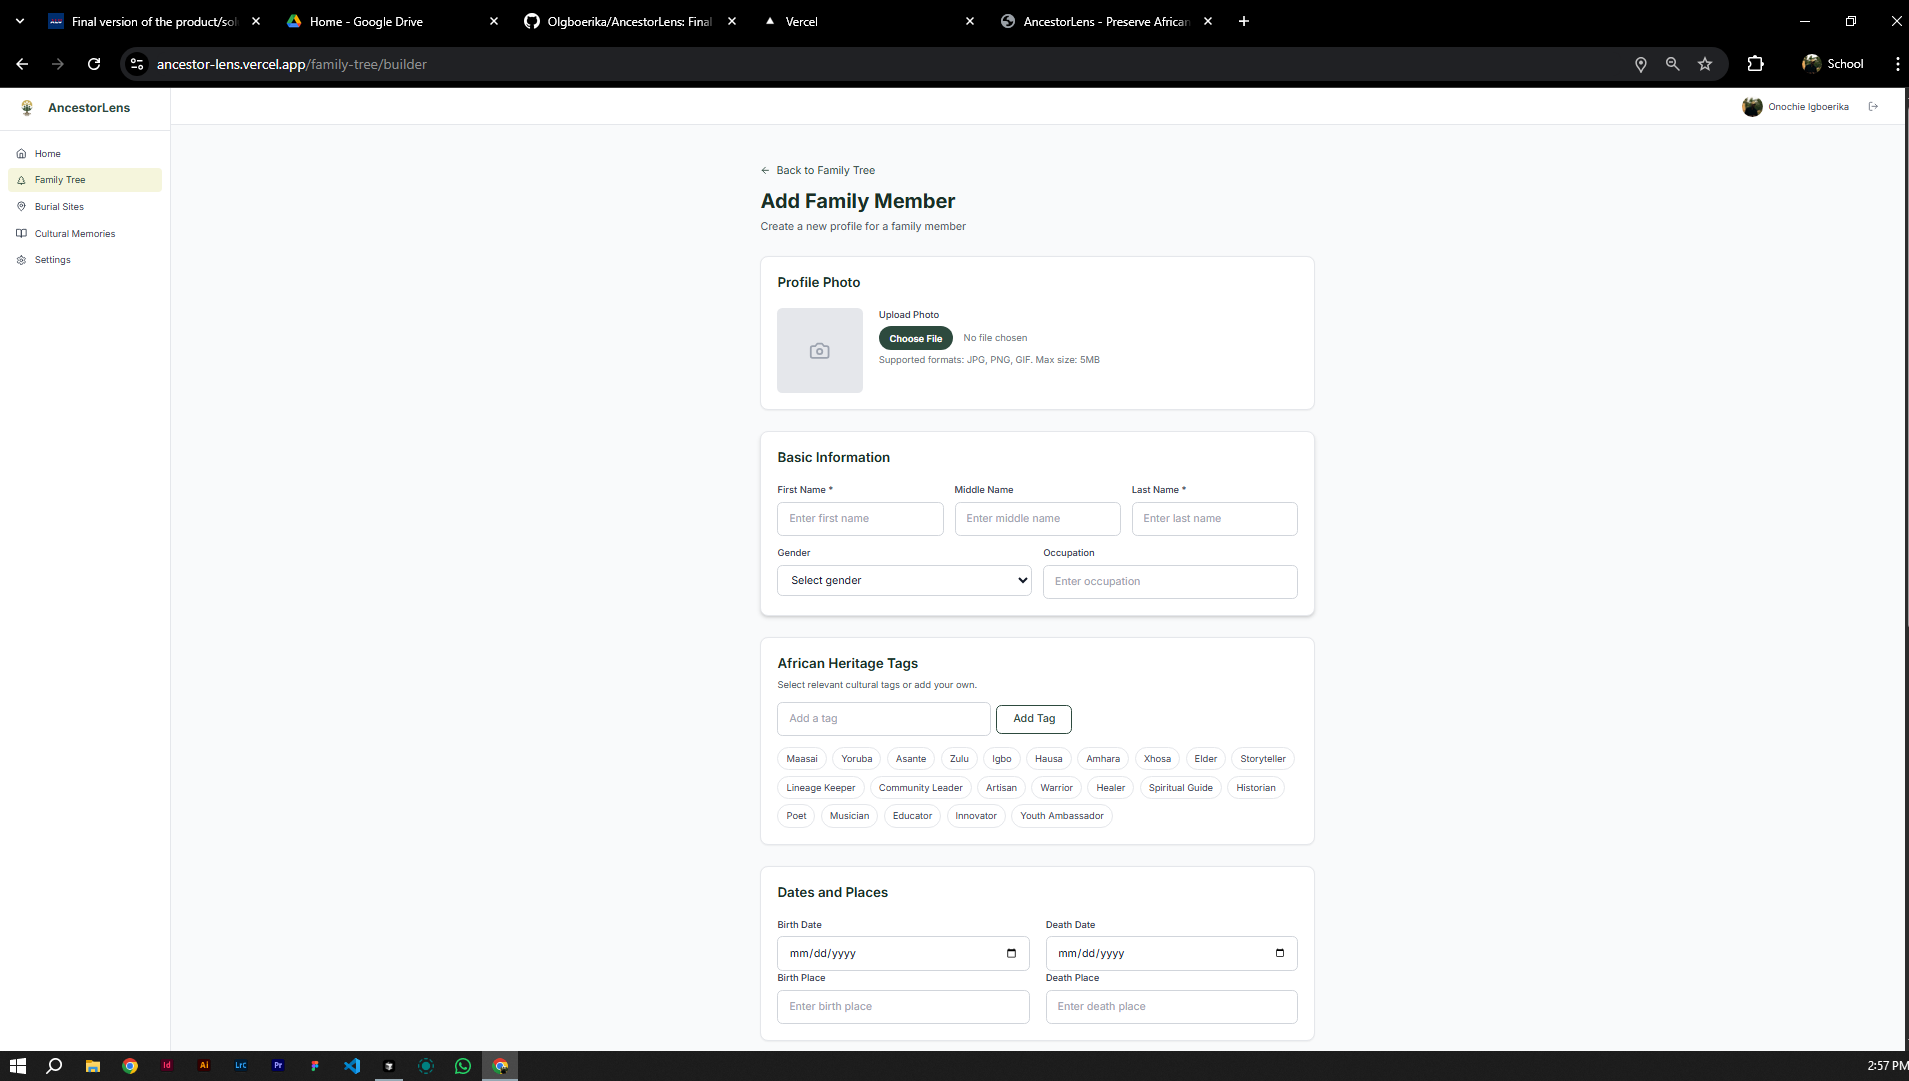 Final version of the product/sol
Home - Google Drive
OIgboerika/AncestorLens: Final
Vercel
AncestorLens - Preserve African
ancestor-lens.vercel.app/family-tree/builder
School
AncestorLens
Onochie Igboerika
Home
Family Tree
Burial Sites
Cultural Memories
Settings
Back to Family Tree
Add Family Member
Create a new profile for a family member
Profile Photo
Upload Photo
Choose File No file chosen
Supported formats: JPG, PNG, GIF. Max size: 5MB
Basic Information
First Name * Middle Name Last Name *
Enter first name Enter middle name Enter last name
Gender Occupation
Select gender Enter occupation
African Heritage Tags
Select relevant cultural tags or add your own.
Add a tag Add Tag
Maasai Yoruba Asante Zulu Igbo Hausa Amhara Xhosa Elder Storyteller
Lineage Keeper Community Leader Artisan Warrior Healer Spiritual Guide Historian
Poet Musician Educator Innovator Youth Ambassador
Dates and Places
Birth Date Death Date
mm/dd/yyyy mm/dd/yyyy
Birth Place Death Place
Enter birth place Enter death place
Id Ai LrC Pr
2:57 PM